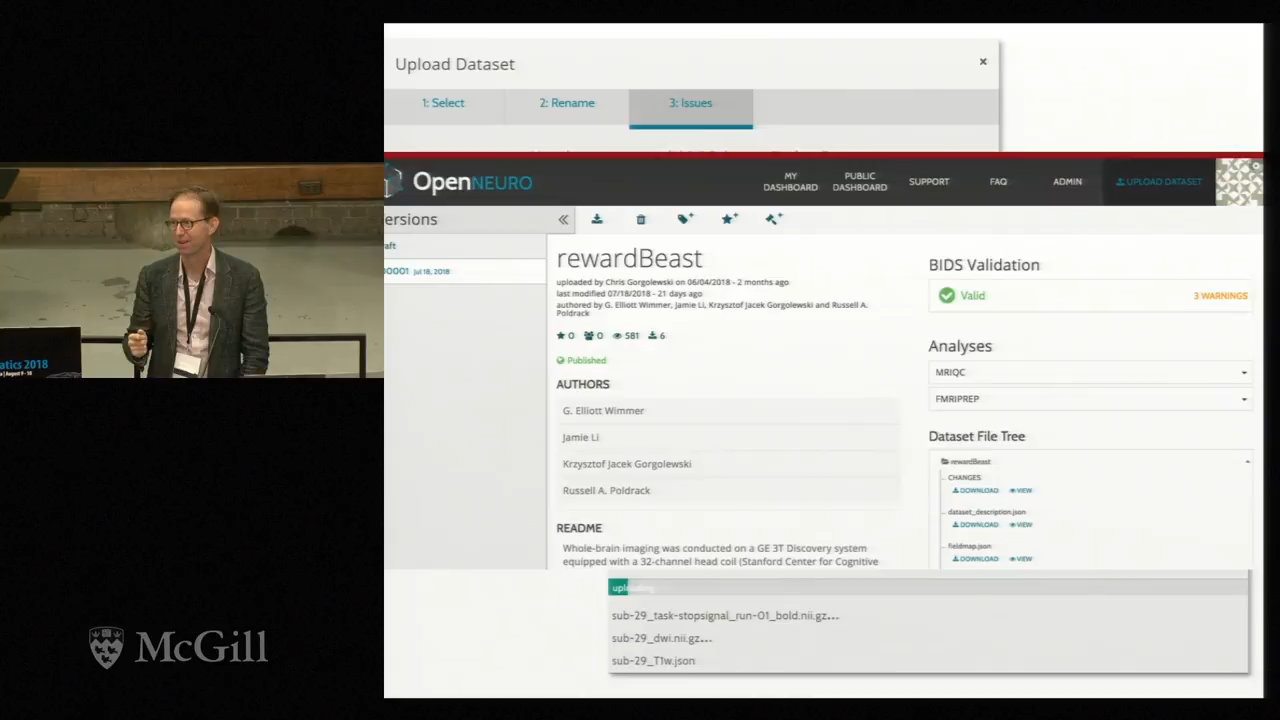 Upload Dataset
×
1: Select
2: Rename
3: Issues
OpenNEURO
MY DASHBOARD
PUBLIC DASHBOARD
SUPPORT
FAQ
ADMIN
UPLOAD DATASET
ersions
«
aft
00001 Jul 18, 2018
rewardBeast
uploaded by Chris Gorgolewski on 06/04/2018 - 2 months ago
last modified 07/18/2018 - 21 days ago
authored by G. Elliott Wimmer, Jamie Li, Krzysztof Jacek Gorgolewski and Russell A.
Poldrack
0 0 581 6
Published
AUTHORS
G. Elliott Wimmer
Jamie Li
Krzysztof Jacek Gorgolewski
Russell A. Poldrack
README
Whole-brain imaging was conducted on a GE 3T Discovery system
equipped with a 32-channel head coil (Stanford Center for Cognitive
BIDS Validation
Valid
3 WARNINGS
Analyses
MRIQC
FMRIPREP
Dataset File Tree
rewardBeast
CHANGES
DOWNLOAD VIEW
dataset_description.json
DOWNLOAD VIEW
fieldmap.json
DOWNLOAD VIEW
uploading
sub-29_task-stopsignal_run-01_bold.nii.gz...
sub-29_dwi.nii.gz...
sub-29_T1w.json
atics 2018
August 9 - 10
McGill